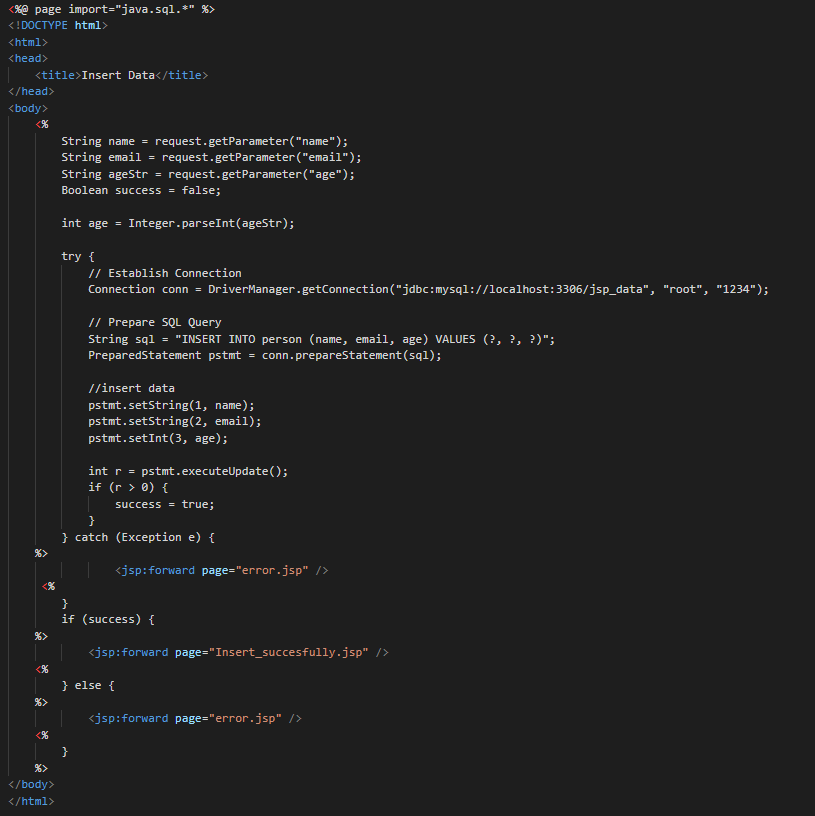 <%@ page import="java.sql.*" %>
<!DOCTYPE html>
<html>
<head>
    <title>Insert Data</title>
</head>
<body>
    <%
        String name = request.getParameter("name");
        String email = request.getParameter("email");
        String ageStr = request.getParameter("age");
        Boolean success = false;

        int age = Integer.parseInt(ageStr);

        try {
            // Establish Connection
            Connection conn = DriverManager.getConnection("jdbc:mysql://localhost:3306/jsp_data", "root", "1234");

            // Prepare SQL Query
            String sql = "INSERT INTO person (name, email, age) VALUES (?, ?, ?)";
            PreparedStatement pstmt = conn.prepareStatement(sql);

            //insert data
            pstmt.setString(1, name);
            pstmt.setString(2, email);
            pstmt.setInt(3, age);

            int r = pstmt.executeUpdate();
            if (r > 0) {
                success = true;
            }
        } catch (Exception e) {
    %>
                <jsp:forward page="error.jsp" />
     <%
        }
        if (success) {
    %>
            <jsp:forward page="Insert_succesfully.jsp" />
    <%
        } else {
    %>
            <jsp:forward page="error.jsp" />
    <%
        }
    %>
</body>
</html>